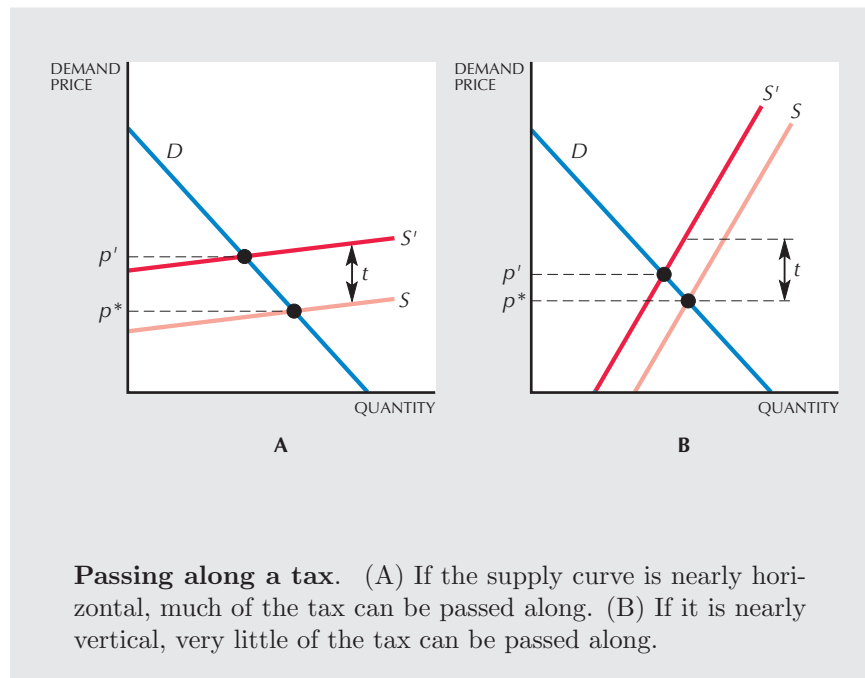 DEMAND
PRICE
D
S'
p'
t
p*
S
QUANTITY
A
DEMAND
PRICE
S'
S
D
p'
t
p*
QUANTITY
B
Passing along a tax. (A) If the supply curve is nearly hori-
zontal, much of the tax can be passed along. (B) If it is nearly
vertical, very little of the tax can be passed along.